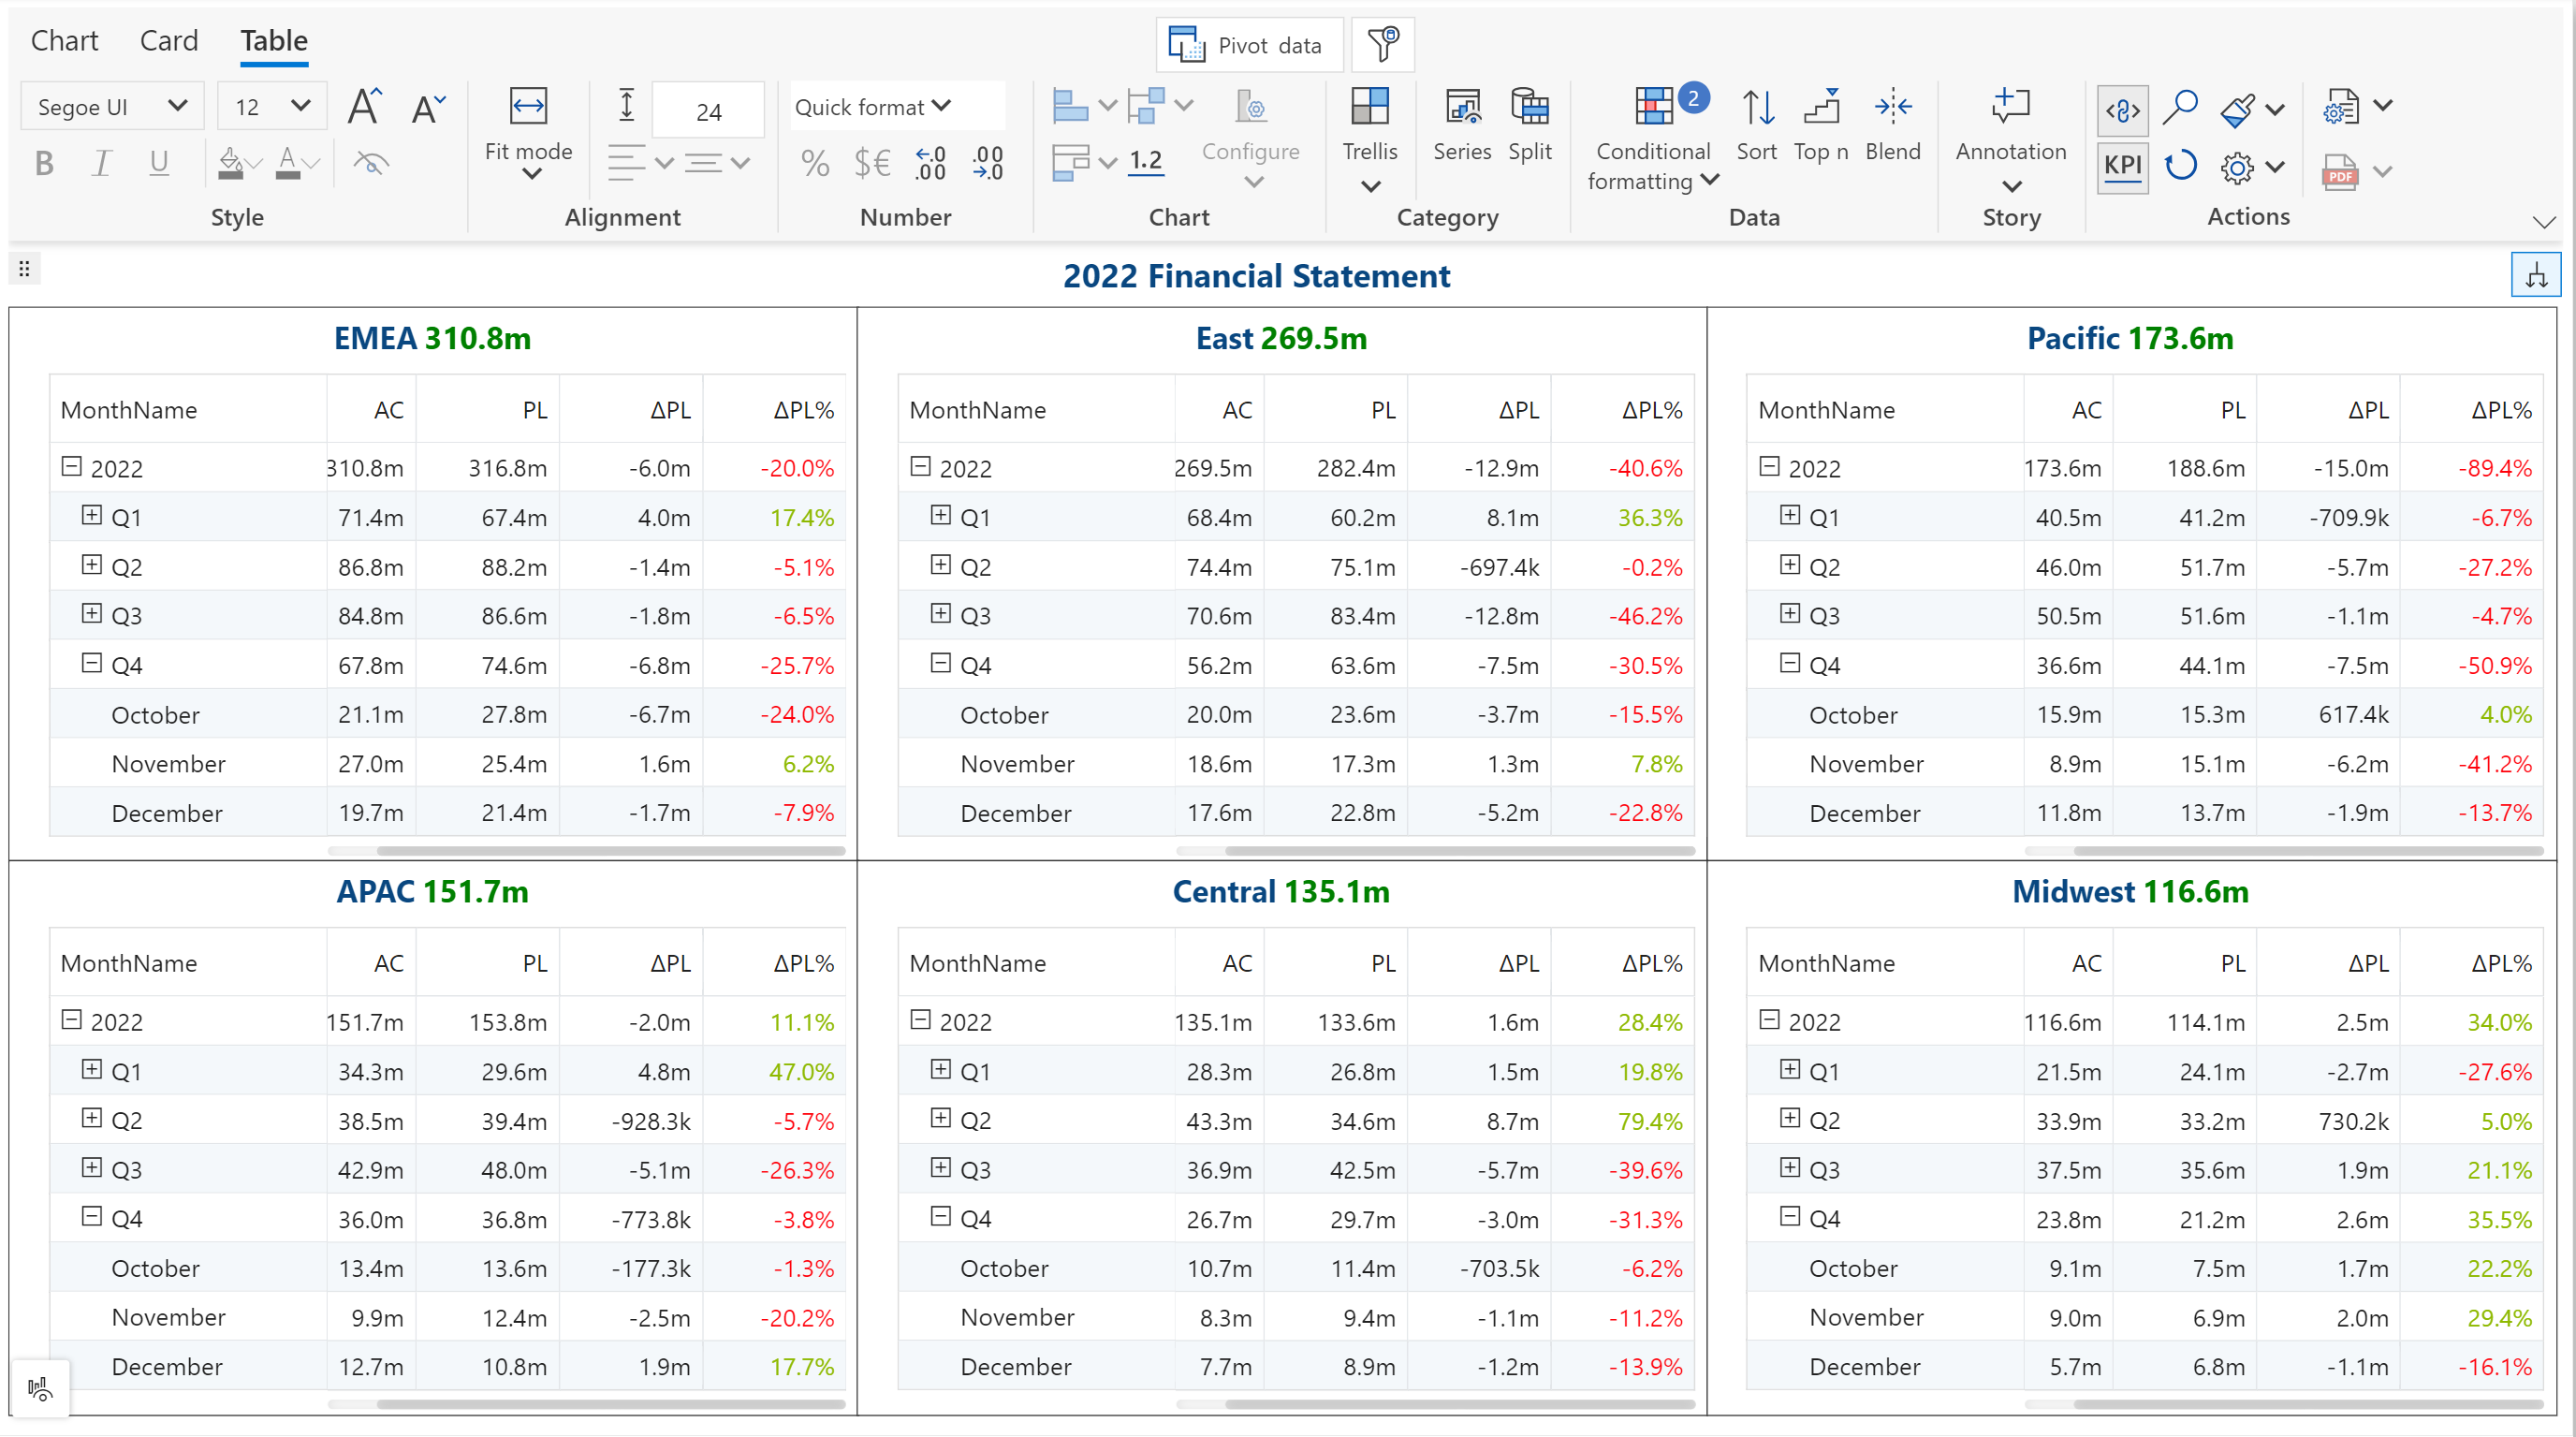 Chart Card Table
Pivot data
Segoe UI 12 A A
Fit mode
24
Quick format
Configure
Trellis
Series Split
Conditional formatting 2
Sort Top n Blend
Annotation
B I U A
% $€ ←.0 .00 .00 →.0
1.2
KPI
PDF
Style Alignment Number Chart Category Data Story Actions
2022 Financial Statement
EMEA 310.8m
MonthName AC PL ΔPL ΔPL%
2022 310.8m 316.8m -6.0m -20.0%
Q1 71.4m 67.4m 4.0m 17.4%
Q2 86.8m 88.2m -1.4m -5.1%
Q3 84.8m 86.6m -1.8m -6.5%
Q4 67.8m 74.6m -6.8m -25.7%
October 21.1m 27.8m -6.7m -24.0%
November 27.0m 25.4m 1.6m 6.2%
December 19.7m 21.4m -1.7m -7.9%
East 269.5m
MonthName AC PL ΔPL ΔPL%
2022 269.5m 282.4m -12.9m -40.6%
Q1 68.4m 60.2m 8.1m 36.3%
Q2 74.4m 75.1m -697.4k -0.2%
Q3 70.6m 83.4m -12.8m -46.2%
Q4 56.2m 63.6m -7.5m -30.5%
October 20.0m 23.6m -3.7m -15.5%
November 18.6m 17.3m 1.3m 7.8%
December 17.6m 22.8m -5.2m -22.8%
Pacific 173.6m
MonthName AC PL ΔPL ΔPL%
2022 173.6m 188.6m -15.0m -89.4%
Q1 40.5m 41.2m -709.9k -6.7%
Q2 46.0m 51.7m -5.7m -27.2%
Q3 50.5m 51.6m -1.1m -4.7%
Q4 36.6m 44.1m -7.5m -50.9%
October 15.9m 15.3m 617.4k 4.0%
November 8.9m 15.1m -6.2m -41.2%
December 11.8m 13.7m -1.9m -13.7%
APAC 151.7m
MonthName AC PL ΔPL ΔPL%
2022 151.7m 153.8m -2.0m 11.1%
Q1 34.3m 29.6m 4.8m 47.0%
Q2 38.5m 39.4m -928.3k -5.7%
Q3 42.9m 48.0m -5.1m -26.3%
Q4 36.0m 36.8m -773.8k -3.8%
October 13.4m 13.6m -177.3k -1.3%
November 9.9m 12.4m -2.5m -20.2%
December 12.7m 10.8m 1.9m 17.7%
Central 135.1m
MonthName AC PL ΔPL ΔPL%
2022 135.1m 133.6m 1.6m 28.4%
Q1 28.3m 26.8m 1.5m 19.8%
Q2 43.3m 34.6m 8.7m 79.4%
Q3 36.9m 42.5m -5.7m -39.6%
Q4 26.7m 29.7m -3.0m -31.3%
October 10.7m 11.4m -703.5k -6.2%
November 8.3m 9.4m -1.1m -11.2%
December 7.7m 8.9m -1.2m -13.9%
Midwest 116.6m
MonthName AC PL ΔPL ΔPL%
2022 116.6m 114.1m 2.5m 34.0%
Q1 21.5m 24.1m -2.7m -27.6%
Q2 33.9m 33.2m 730.2k 5.0%
Q3 37.5m 35.6m 1.9m 21.1%
Q4 23.8m 21.2m 2.6m 35.5%
October 9.1m 7.5m 1.7m 22.2%
November 9.0m 6.9m 2.0m 29.4%
December 5.7m 6.8m -1.1m -16.1%